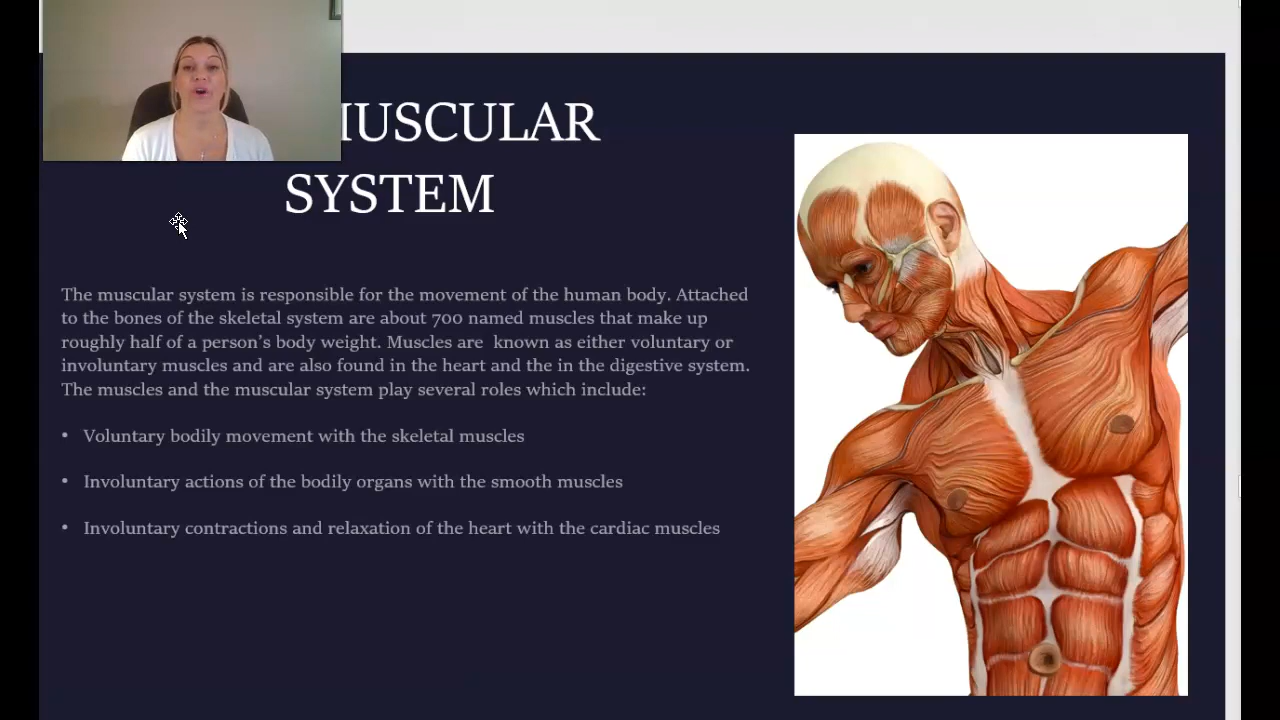 MUSCULAR
SYSTEM
The muscular system is responsible for the movement of the human body. Attached
to the bones of the skeletal system are about 700 named muscles that make up
roughly half of a person's body weight. Muscles are  known as either voluntary or
involuntary muscles and are also found in the heart and the in the digestive system.
The muscles and the muscular system play several roles which include:
• Voluntary bodily movement with the skeletal muscles
• Involuntary actions of the bodily organs with the smooth muscles
• Involuntary contractions and relaxation of the heart with the cardiac muscles